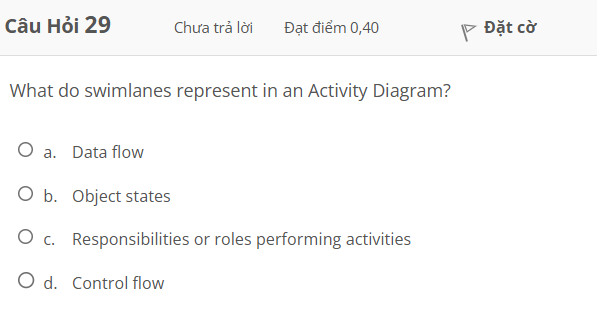 Câu Hỏi 29 Chưa trả lời Đạt điểm 0,40 Đặt cờ
What do swimlanes represent in an Activity Diagram?
a. Data flow
b. Object states
c. Responsibilities or roles performing activities
d. Control flow